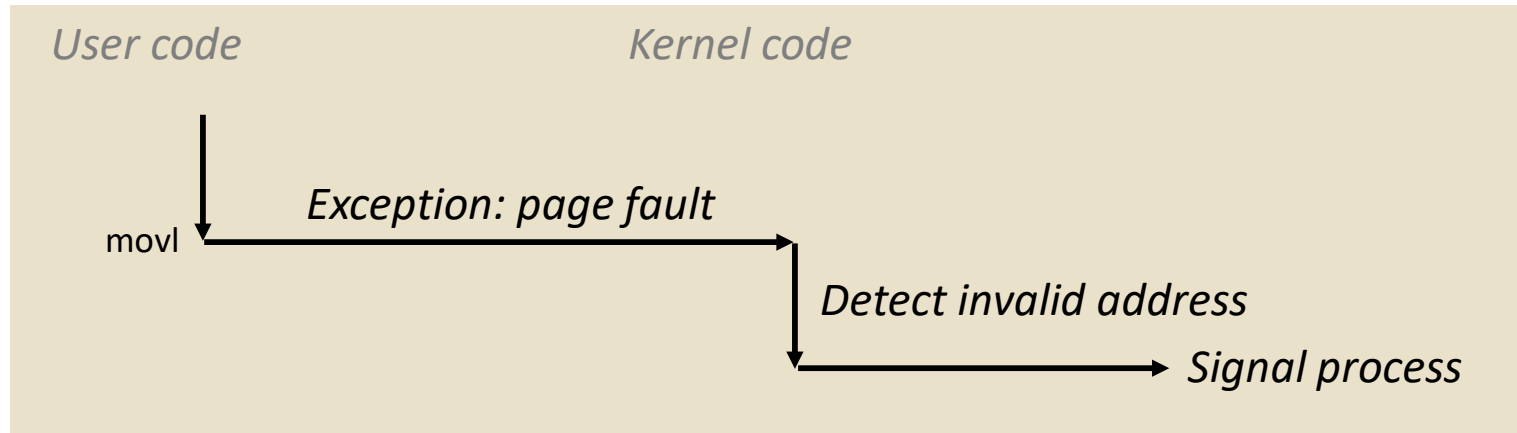 User code
Kernel code
Exception: page fault
movl
Detect invalid address
Signal process